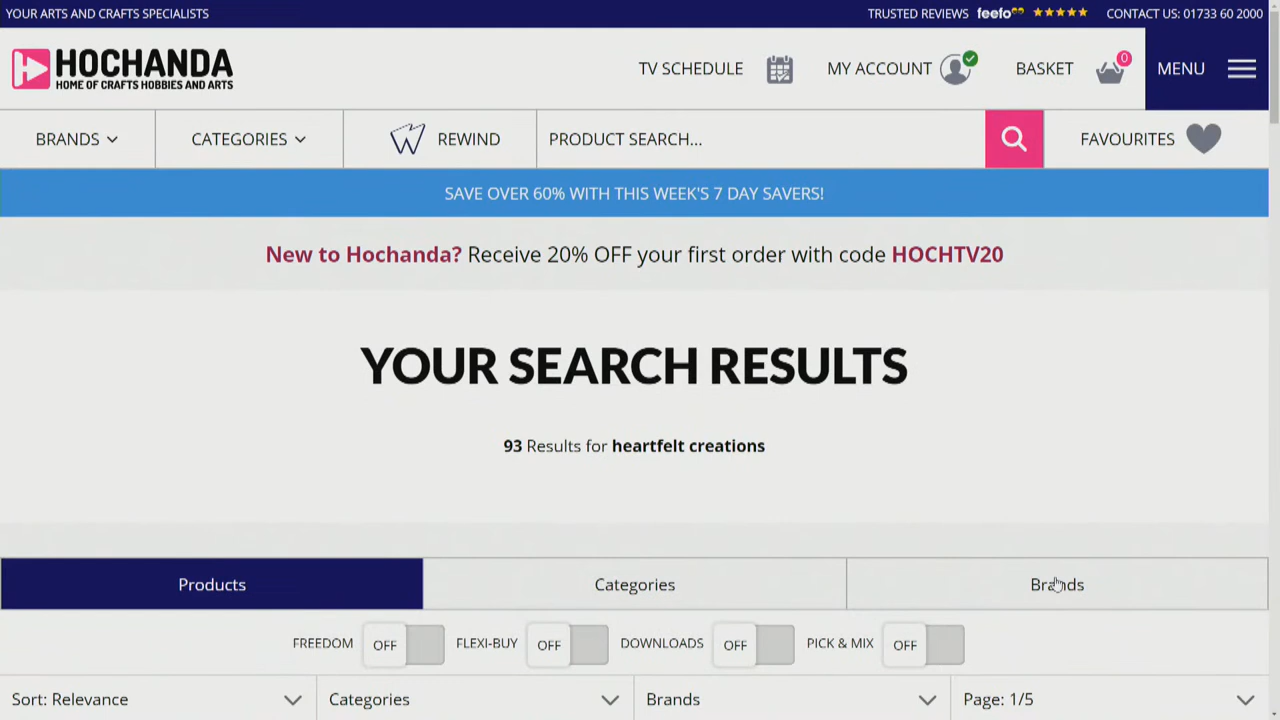 YOUR ARTS AND CRAFTS SPECIALISTS
TRUSTED REVIEWS feefo CONTACT US: 01733 60 2000
HOCHANDA
HOME OF CRAFTS HOBBIES AND ARTS
TV SCHEDULE MY ACCOUNT BASKET 0 MENU
BRANDS CATEGORIES REWIND PRODUCT SEARCH... FAVOURITES
SAVE OVER 60% WITH THIS WEEK'S 7 DAY SAVERS!
New to Hochanda? Receive 20% OFF your first order with code HOCHTV20
YOUR SEARCH RESULTS
93 Results for heartfelt creations
Products Categories Brands
FREEDOM OFF FLEXI-BUY OFF DOWNLOADS OFF PICK & MIX OFF
Sort: Relevance Categories Brands Page: 1/5